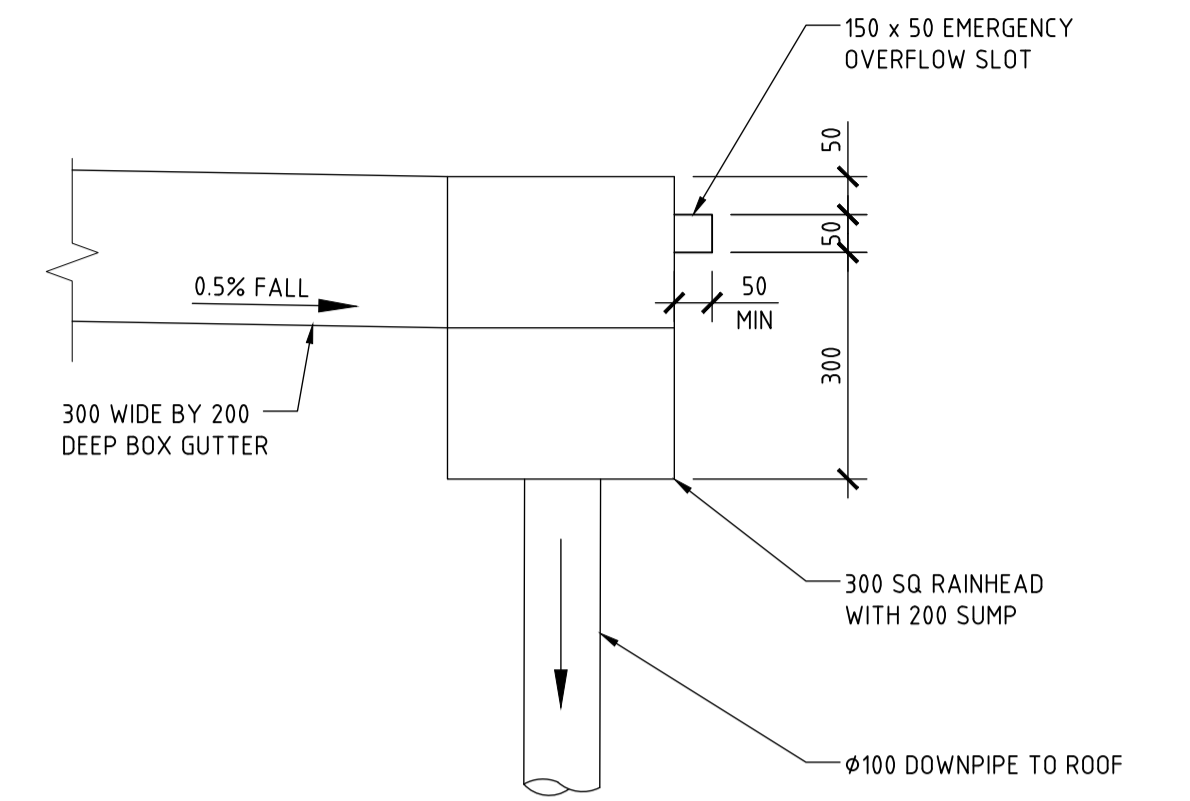 150 x 50 EMERGENCY
OVERFLOW SLOT
50
50
0.5% FALL
50
MIN
300
300 WIDE BY 200
DEEP BOX GUTTER
300 SQ RAINHEAD
WITH 200 SUMP
Ø100 DOWNPIPE TO ROOF